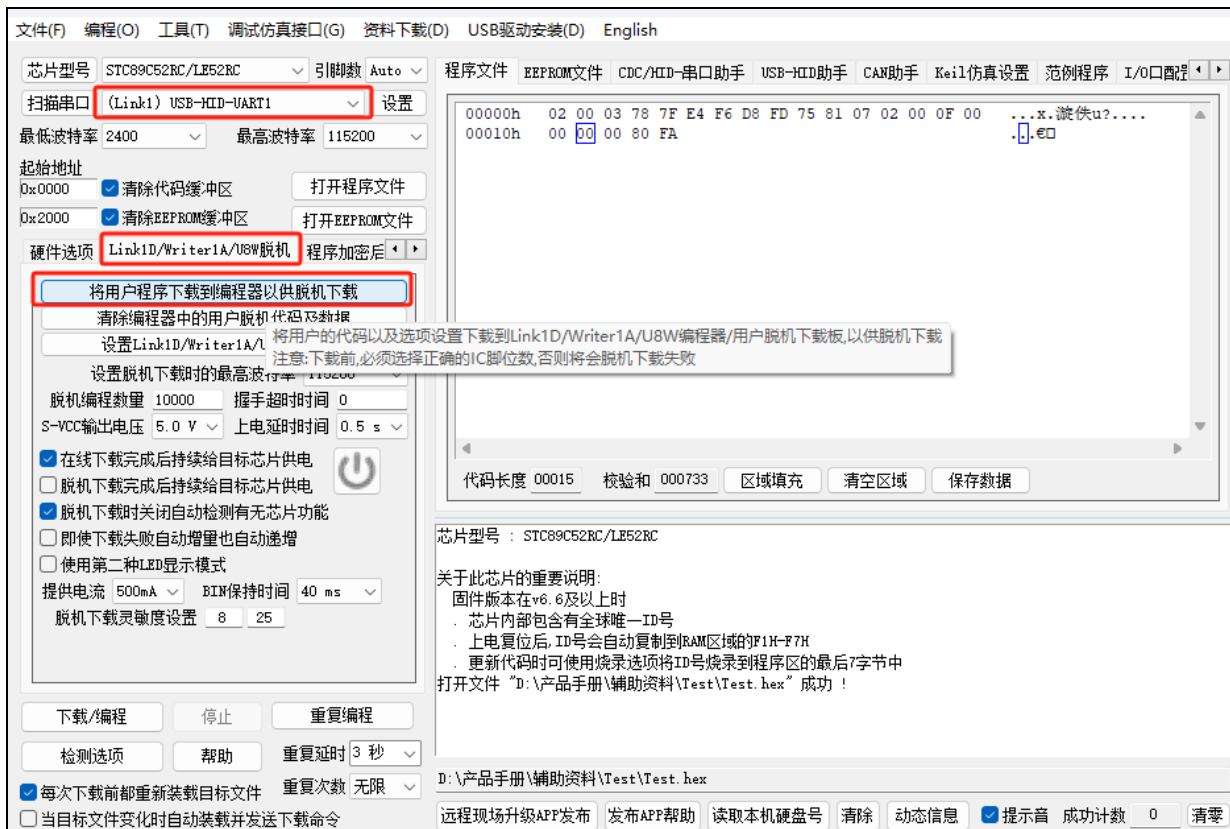 文件(F) 编程(O) 工具(T) 调试仿真接口(G) 资料下载(D) USB驱动安装(D) English
芯片型号 STC89C52RC/LE52RC 引脚数 Auto
扫描串口 (Link1) USB-HID-UART1 设置
最低波特率 2400 最高波特率 115200
起始地址
0x0000 清除代码缓冲区 打开程序文件
0x2000 清除EEPROM缓冲区 打开EEPROM文件
硬件选项 Link1D/Writer1A/U8W脱机 程序加密后
将用户程序下载到编程器以供脱机下载
清除编程器中的用户脱机代码及数据
设置Link1D/Writer1A/U
将用户的代码以及选项设置下载到Link1D/Writer1A/U8W编程器/用户脱机下载板,以供脱机下载
注意:下载前,必须选择正确的IC脚位数,否则将会脱机下载失败
设置脱机下载时的最高波特率 115200
脱机编程数量 10000 握手超时时间 0
S-VCC输出电压 5.0 V 上电延时时间 0.5 s
在线下载完成后持续给目标芯片供电
脱机下载完成后持续给目标芯片供电
脱机下载时关闭自动检测有无芯片功能
即使下载失败自动增量也自动递增
使用第二种LED显示模式
提供电流 500mA BIN保持时间 40 ms
脱机下载灵敏度设置 8 25
下载/编程 停止 重复编程
检测选项 帮助 重复延时 3 秒
每次下载前都重新装载目标文件 重复次数 无限
当目标文件变化时自动装载并发送下载命令
程序文件 EEPROM文件 CDC/HID-串口助手 USB-HID助手 CAN助手 Keil仿真设置 范例程序 I/O口配
00000h 02 00 03 78 7F E4 F6 D8 FD 75 81 07 02 00 0F 00 ...x.漩佚u?....
00010h 00 00 00 80 FA ...€□
代码长度 00015 校验和 000733 区域填充 清空区域 保存数据
芯片型号 : STC89C52RC/LE52RC
关于此芯片的重要说明:
固件版本在v6.6及以上时
. 芯片内部包含有全球唯一ID号
. 上电复位后,ID号会自动复制到RAM区域的F1H-F7H
. 更新代码时可使用烧录选项将ID号烧录到程序区的最后7字节中
打开文件 "D:\产品手册\辅助资料\Test\Test.hex" 成功 !
D:\产品手册\辅助资料\Test\Test.hex
远程现场升级APP发布 发布APP帮助 读取本机硬盘号 清除 动态信息 提示音 成功计数 0 清零